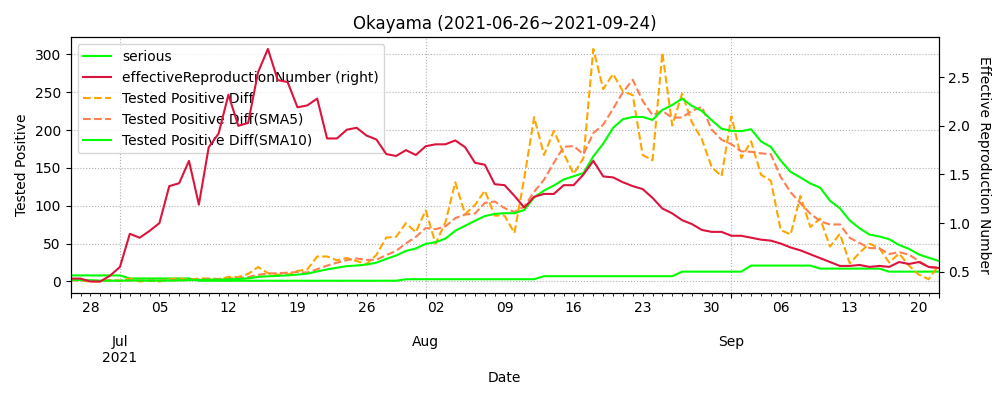 Okayama (2021-06-26~2021-09-24)
serious
effectiveReproductionNumber (right)
Tested Positive Diff
Tested Positive Diff(SMA5)
Tested Positive Diff(SMA10)
Tested Positive
300
250
200
150
100
50
0
Effective Reproduction Number
2.5
2.0
1.5
1.0
0.5
28 05 12 19 26 02 09 16 23 30 06 13 20
Jul Aug Sep
2021
Date